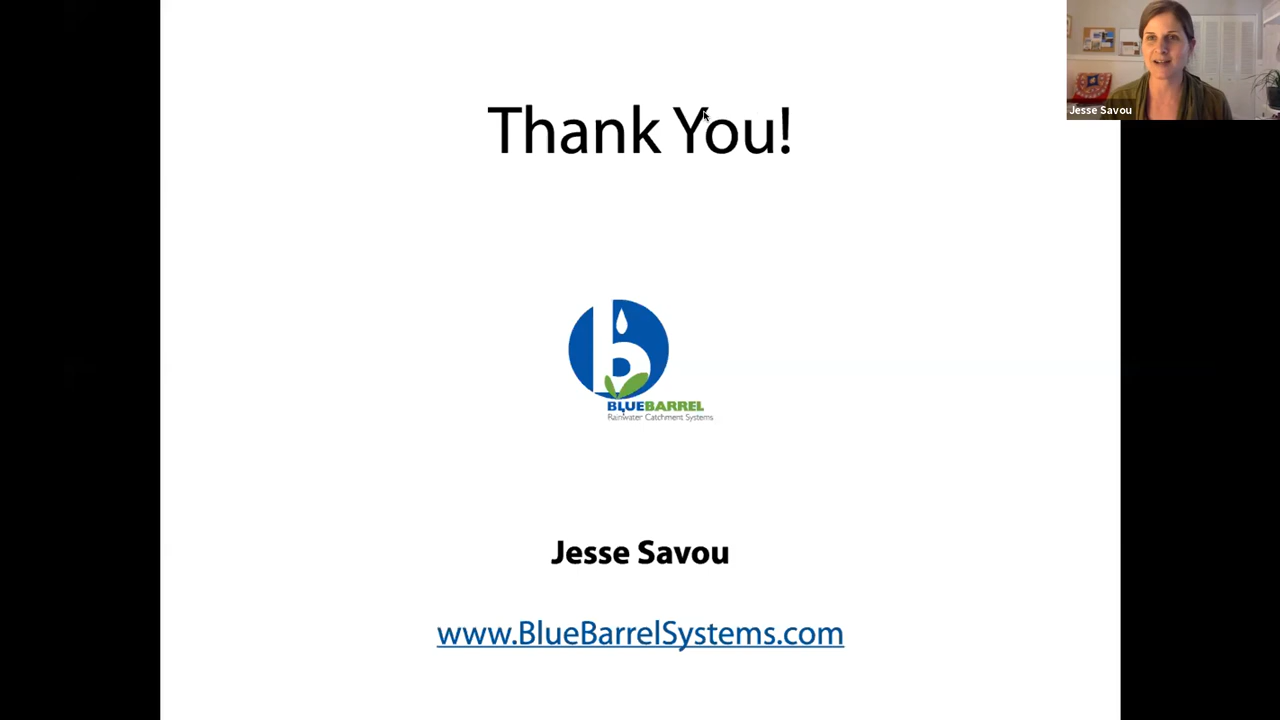 Thank You!
Jesse Savou
BLUEBARREL
Rainwater Catchment Systems
Jesse Savou
www.BlueBarrelSystems.com